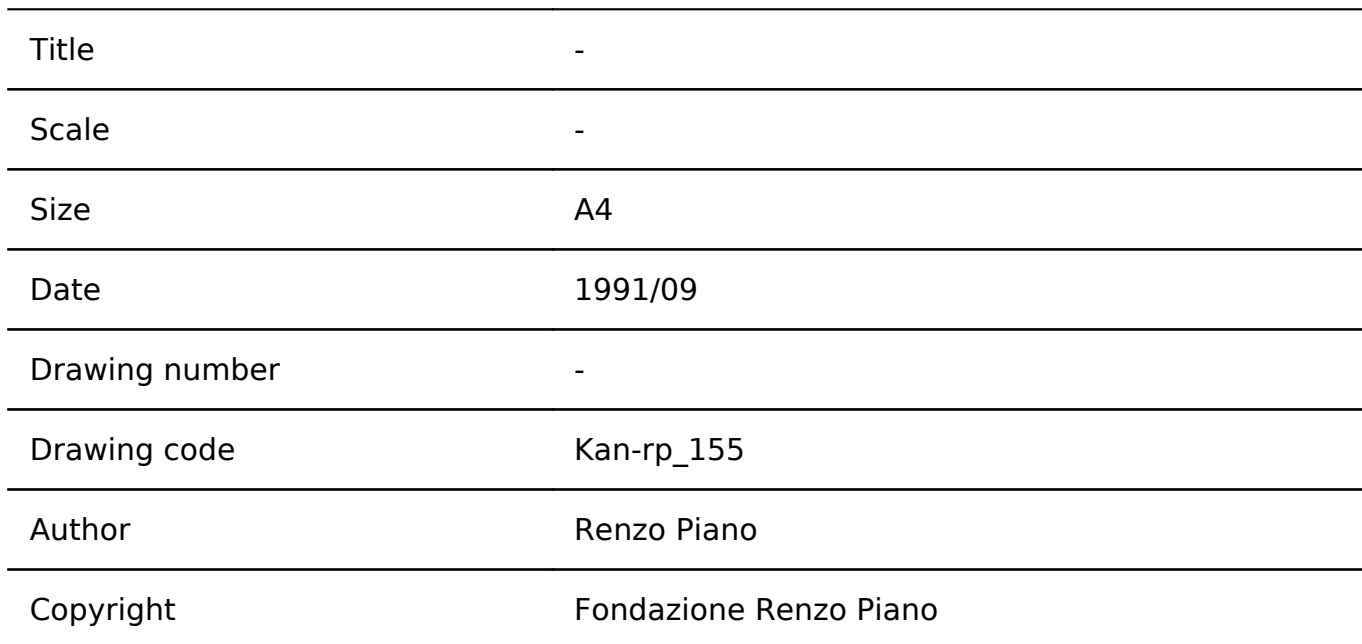 Title -
Scale -
Size A4
Date 1991/09
Drawing number -
Drawing code Kan-rp_155
Author Renzo Piano
Copyright Fondazione Renzo Piano